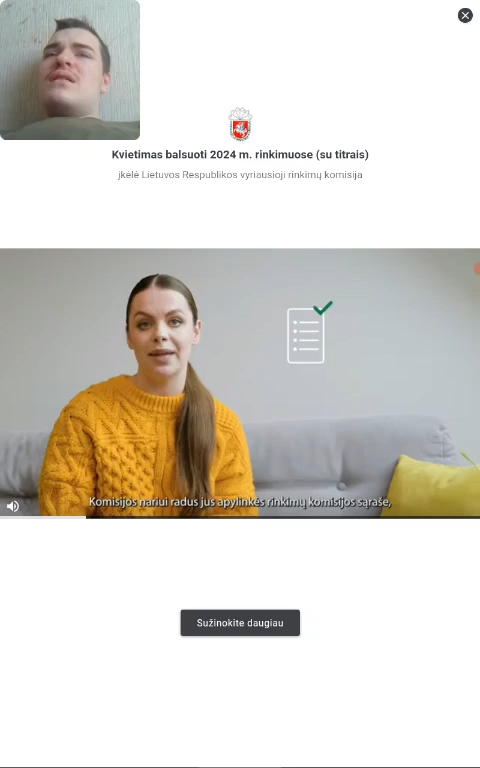 Kvietimas balsuoti 2024 m. rinkimuose (su titrais)
įkėlė Lietuvos Respublikos vyriausioji rinkimų komisija
Komisijos nariui radus jus apylinkės rinkimų komisijos sąraše,
Sužinokite daugiau